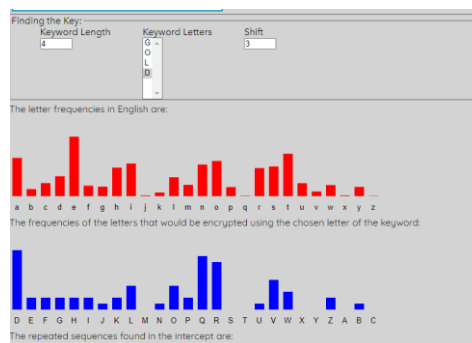 Finding the Key:
Keyword Length Keyword Letters Shift
4 G 3
O
L
D
The letter frequencies in English are:
a b c d e f g h i j k l m n o p q r s t u v w x y z
The frequencies of the letters that would be encrypted using the chosen letter of the keyword:
D E F G H I J K L M N O P Q R S T U V W X Y Z A B C
The repeated sequences found in the intercept are: